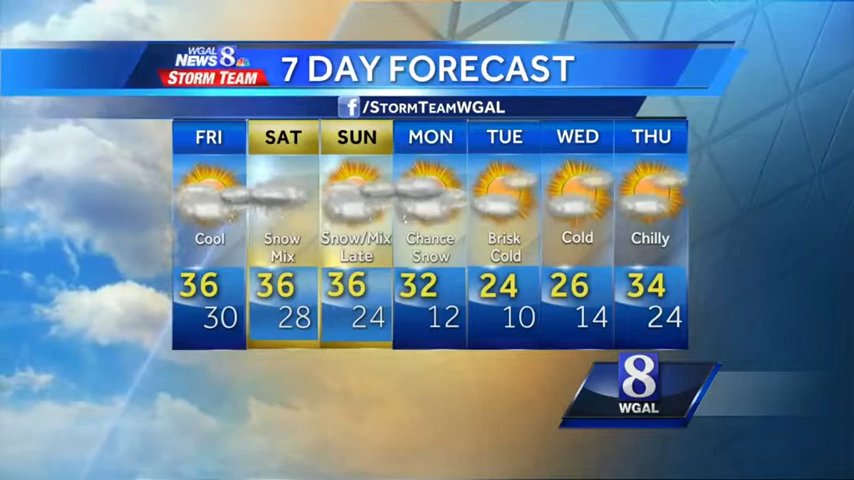 WGAL
NEWS 8
STORM TEAM
7 DAY FORECAST
f/STORMTEAMWGAL
FRI SAT SUN MON TUE WED THU
Cool Snow Mix Snow/Mix Late Chance Snow Brisk Cold Cold Chilly
36 36 36 32 24 26 34
30 28 24 12 10 14 24
8
WGAL